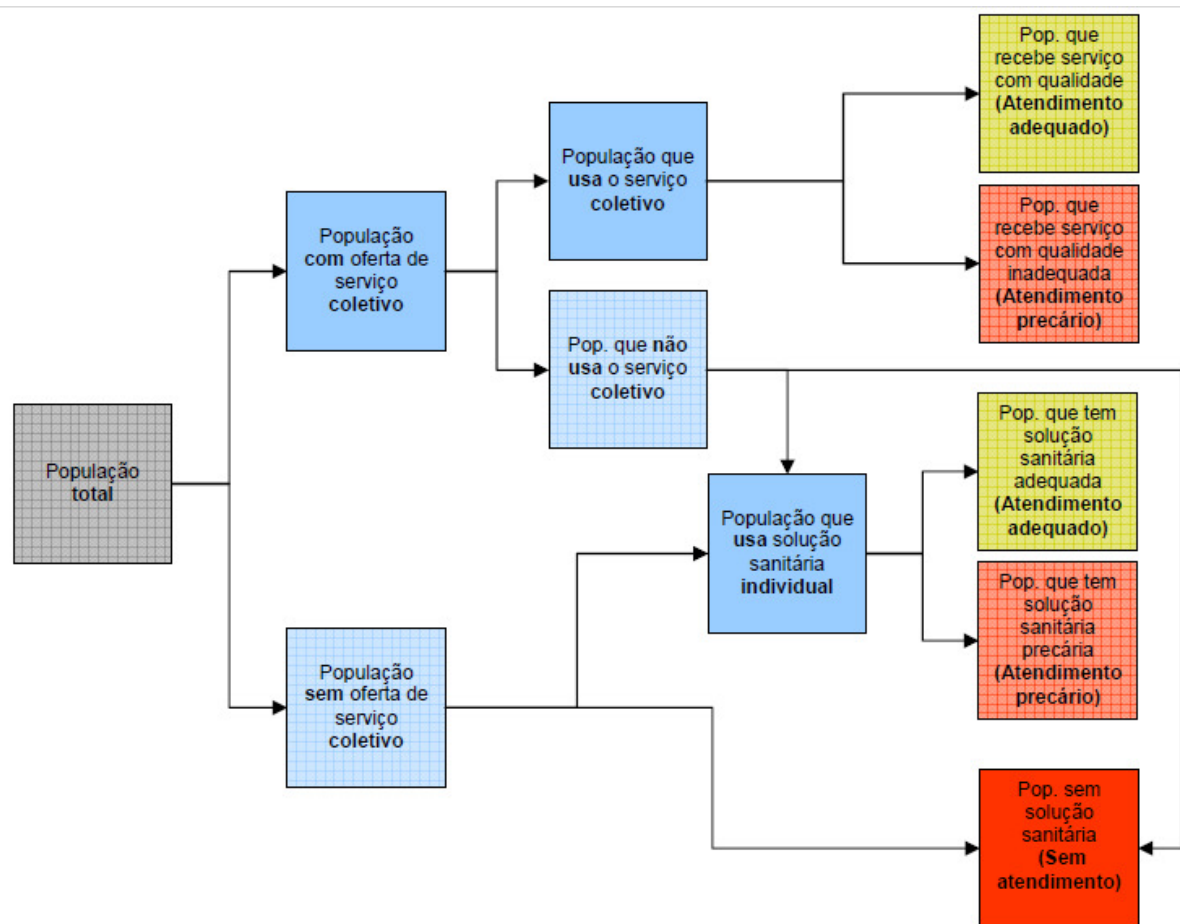 Pop. que
recebe serviço
com qualidade
(Atendimento
adequado)
População que
usa o serviço
coletivo
Pop. que
recebe serviço
com qualidade
inadequada
(Atendimento
precário)
População
com oferta de
serviço
coletivo
Pop. que não
usa o serviço
coletivo
População
total
Pop. que tem
solução
sanitária
adequada
(Atendimento
adequado)
População que
usa solução
sanitária
individual
Pop. que tem
solução
sanitária
precária
(Atendimento
precário)
População
sem oferta de
serviço
coletivo
Pop. sem
solução
sanitária
(Sem
atendimento)